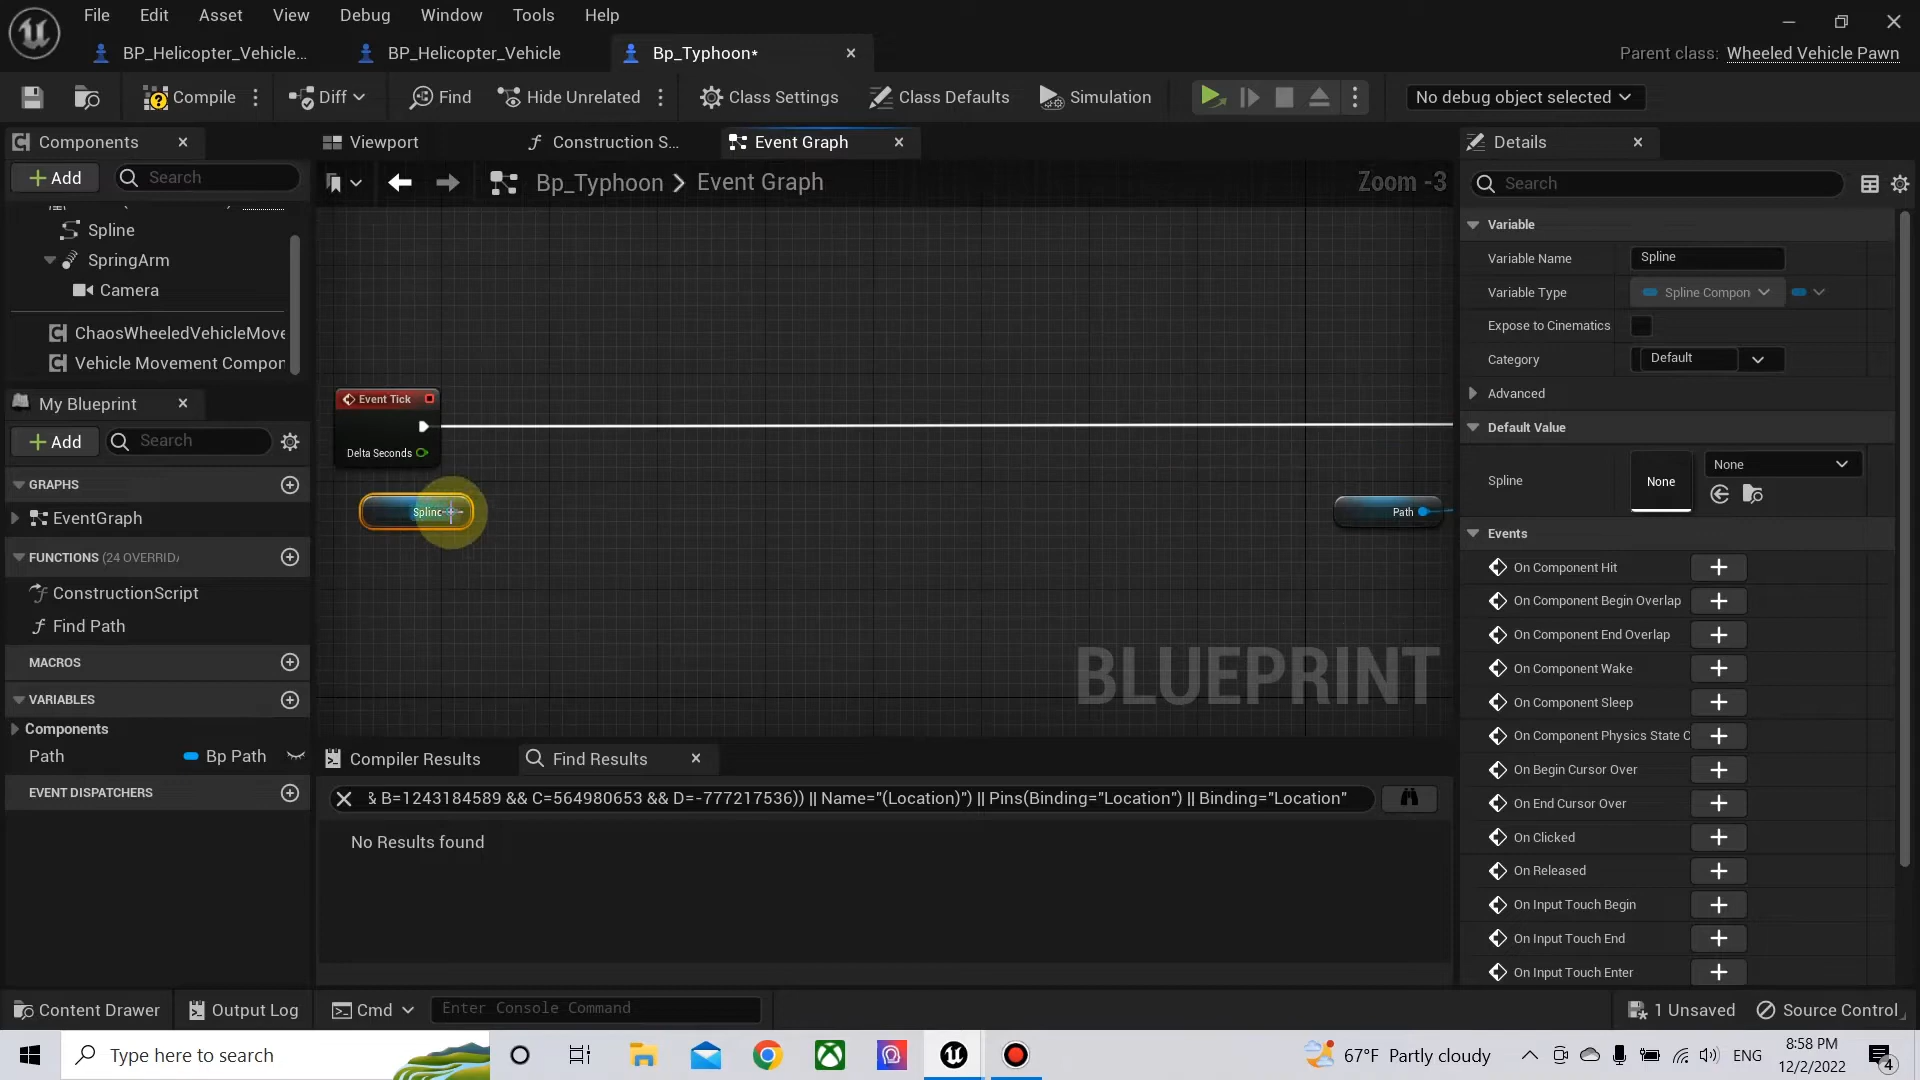 File Edit Asset View Debug Window Tools Help
BP_Helicopter_Vehicle... BP_Helicopter_Vehicle Bp_Typhoon* Parent class: Wheeled Vehicle Pawn
Compile Diff Find Hide Unrelated Class Settings Class Defaults Simulation No debug object selected
Components Viewport Construction S... Event Graph Details
Add Search Bp_Typhoon > Event Graph Zoom -3 Search
Spline
SpringArm
Camera
ChaosWheeledVehicleMove
Vehicle Movement Compon
My Blueprint
Add Search
GRAPHS
EventGraph
FUNCTIONS (24 OVERRID
ConstructionScript
Find Path
MACROS
VARIABLES
Components
Path Bp Path
EVENT DISPATCHERS
Event Tick
Delta Seconds
Spline
Path
BLUEPRINT
Compiler Results Find Results
& B=1243184589 && C=564980653 && D=-777217536)) || Name="(Location)") || Pins(Binding="Location") || Binding="Location"
No Results found
Variable
Variable Name Spline
Variable Type Spline Compon
Expose to Cinematics
Category Default
Advanced
Default Value
Spline None None
Events
On Component Hit
On Component Begin Overlap
On Component End Overlap
On Component Wake
On Component Sleep
On Component Physics State C
On Begin Cursor Over
On End Cursor Over
On Clicked
On Released
On Input Touch Begin
On Input Touch End
On Input Touch Enter
Content Drawer Output Log Cmd Enter Console Command 1 Unsaved Source Control
Type here to search 67°F Partly cloudy ENG 8:58 PM
12/2/2022 4